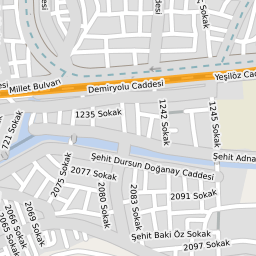 Millet Bulvarı
Demiryolu Caddesi
Yeşilöz Cad
1235 Sokak
1242 Sokak
1245 Sokak
721 Sokak
Şehit Dursun Doğanay Caddesi
Şehit Adna
2075 Sokak
2077 Sokak
2080 Sokak
2083 Sokak
2091 Sokak
2069 Sokak
2066 Sokak
2065 Sokak
Şehit Baki Öz Sokak
2097 Sokak